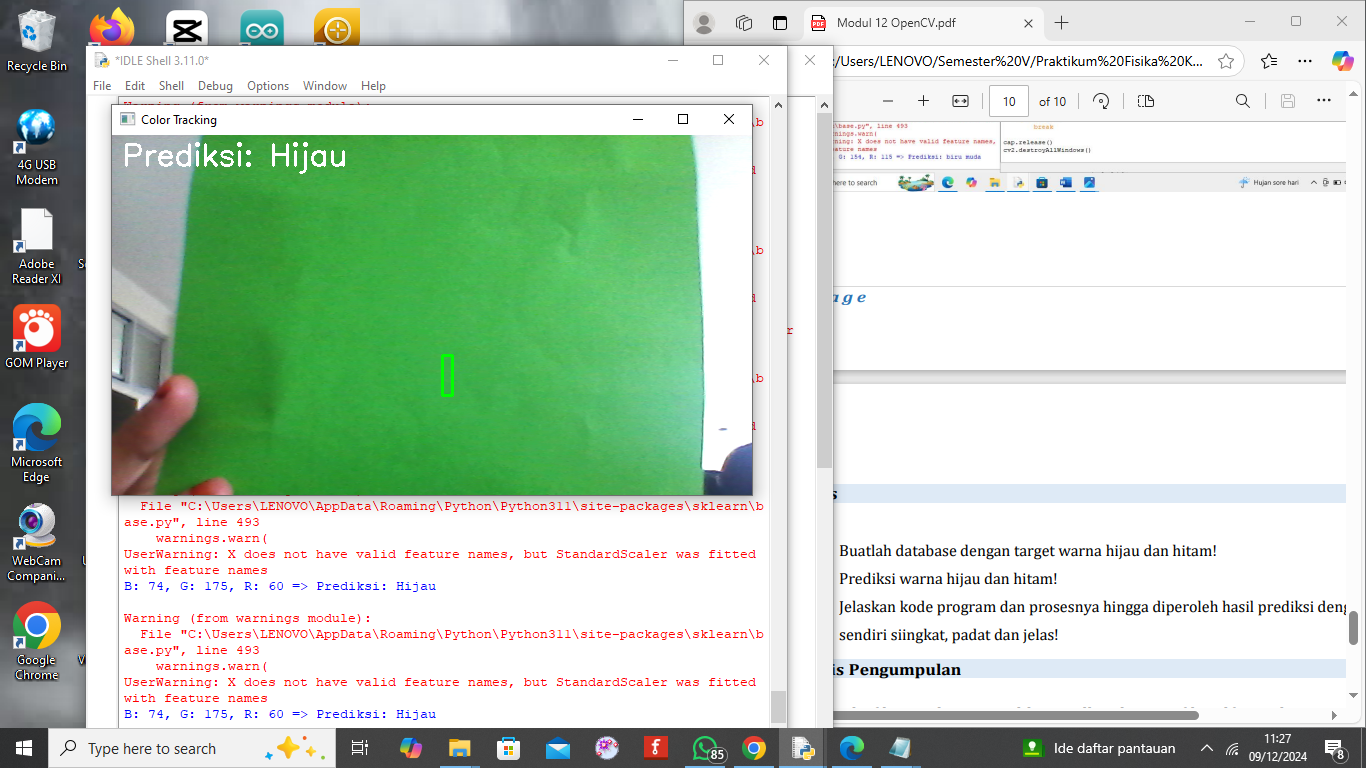 Recycle Bin
4G USB
Modem
Adobe
Reader XI
GOM Player
Microsoft
Edge
WebCam
Compani...
Google
Chrome
*IDLE Shell 3.11.0*
File Edit Shell Debug Options Window Help
Color Tracking
Prediksi: Hijau
File "C:\Users\LENOVO\AppData\Roaming\Python\Python311\site-packages\sklearn\b
ase.py", line 493
warnings.warn(
UserWarning: X does not have valid feature names, but StandardScaler was fitted
with feature names
B: 74, G: 175, R: 60 => Prediksi: Hijau
Warning (from warnings module):
File "C:\Users\LENOVO\AppData\Roaming\Python\Python311\site-packages\sklearn\b
ase.py", line 493
warnings.warn(
UserWarning: X does not have valid feature names, but StandardScaler was fitted
with feature names
B: 74, G: 175, R: 60 => Prediksi: Hijau
Modul 12 OpenCV.pdf
:/Users/LENOVO/Semester%20V/Praktikum%20Fisika%20K...
10 of 10
\base.py", line 493
nings.warn(
ning: X does not have valid feature names,
eature names
G: 154, R: 115 => Prediksi: biru muda
break
cap.release()
cv2.destroyAllWindows()
here to search
Hujan sore hari
a g e
s
Buatlah database dengan target warna hijau dan hitam!
Prediksi warna hijau dan hitam!
Jelaskan kode program dan prosesnya hingga diperoleh hasil prediksi deng
sendiri siingkat, padat dan jelas!
is Pengumpulan
Type here to search
85
Ide daftar pantauan
11:27
09/12/2024
8